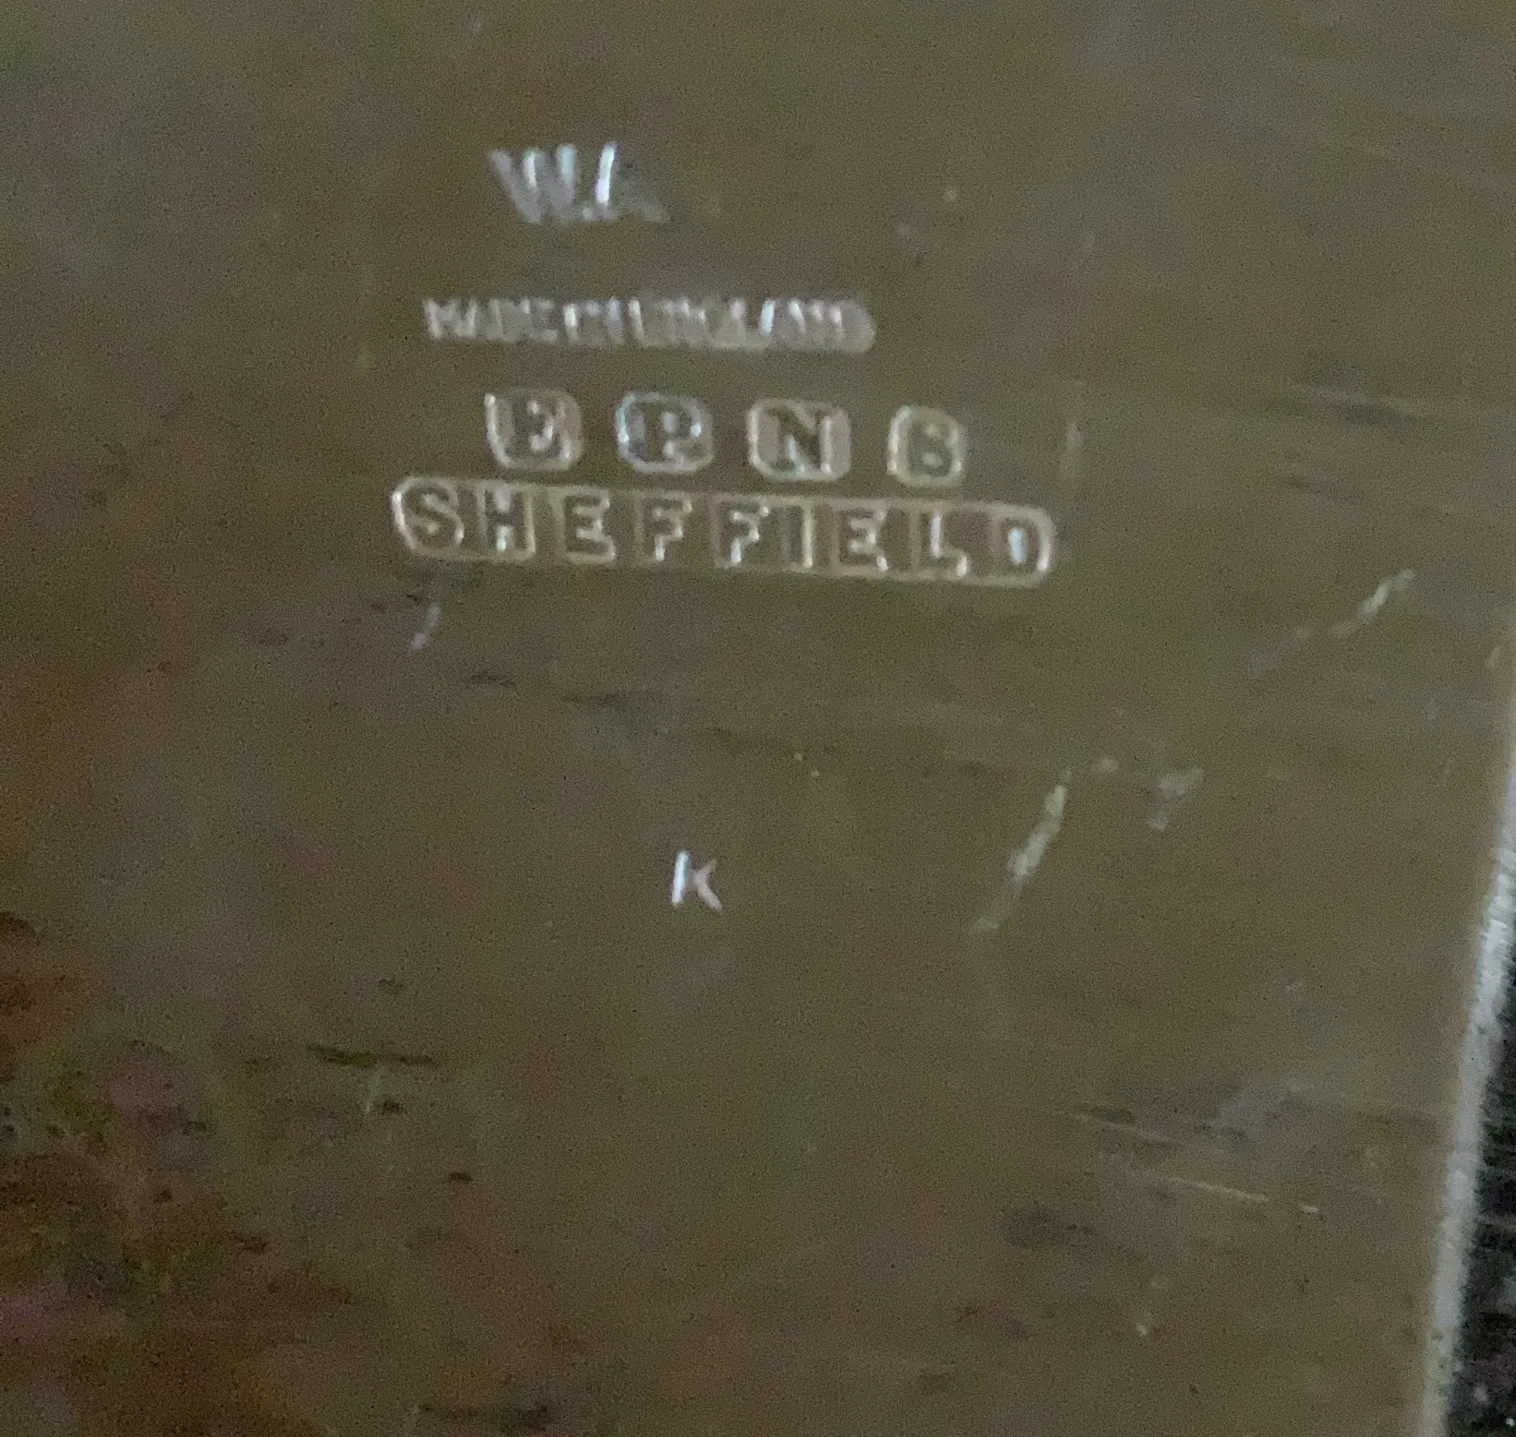 W.A
MADE IN ENGLAND
E P N S
SHEFFIELD
K